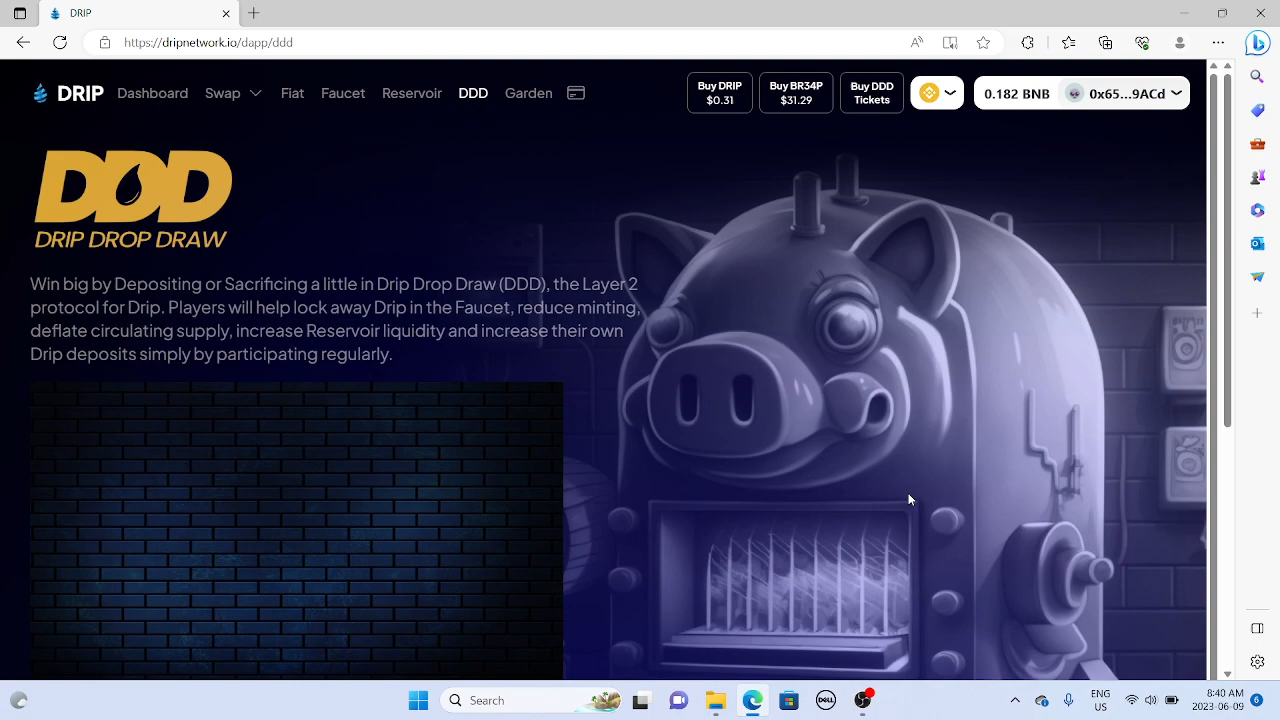 DRIP
https://dripnetwork.io/dapp/ddd
DRIP Dashboard Swap Fiat Faucet Reservoir DDD Garden
Buy DRIP
$0.31
Buy BR34P
$31.29
Buy DDD
Tickets
0.182 BNB 0x65...9ACd
DDD
DRIP DROP DRAW
Win big by Depositing or Sacrificing a little in Drip Drop Draw (DDD), the Layer 2
protocol for Drip. Players will help lock away Drip in the Faucet, reduce minting,
deflate circulating supply, increase Reservoir liquidity and increase their own
Drip deposits simply by participating regularly.
Search
DELL
ENG
US
8:40 AM
2023-06-09
6